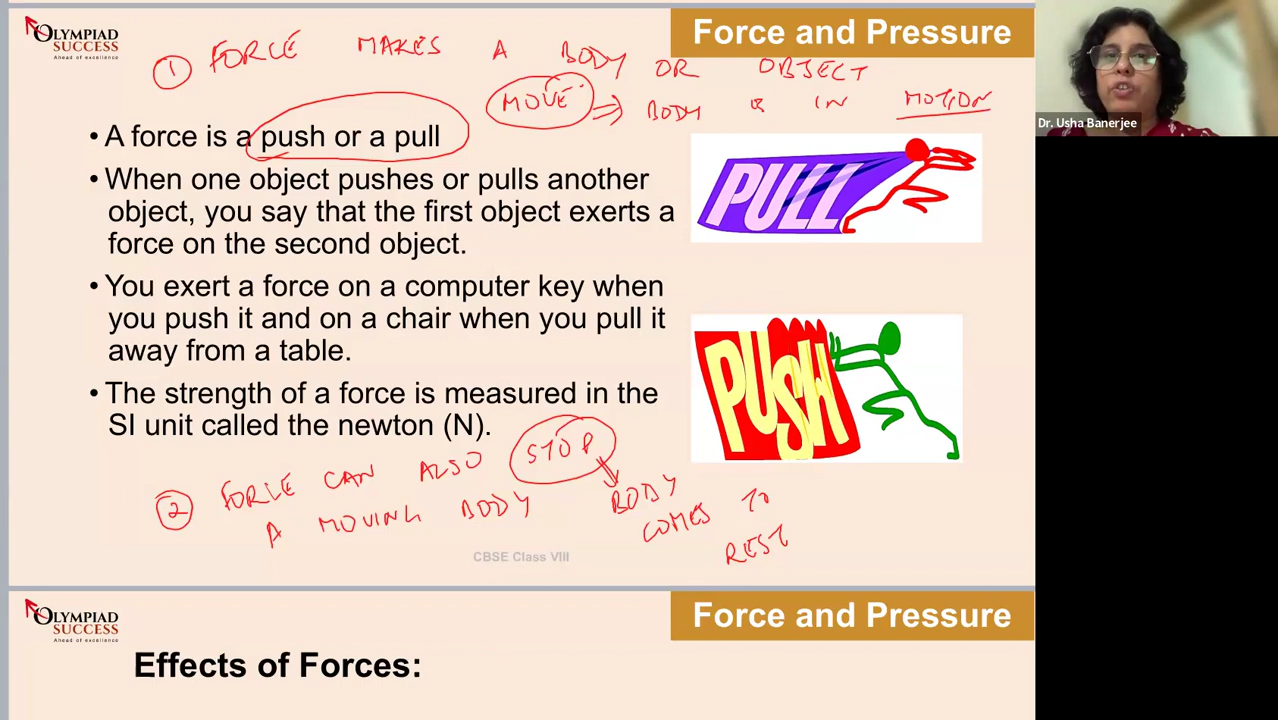 OLYMPIAD
SUCCESS
Ahead of excellence
Force and Pressure
① FORCE MAKES A BODY OR OBJECT
MOVE ⇒ BODY IS IN MOTION
Dr. Usha Banerjee
• A force is a push or a pull
• When one object pushes or pulls another
object, you say that the first object exerts a
force on the second object.
• You exert a force on a computer key when
you push it and on a chair when you pull it
away from a table.
• The strength of a force is measured in the
SI unit called the newton (N).
PULL
PUSH
② FORCE CAN ALSO STOP
A MOVING BODY
BODY
COMES TO
REST
CBSE Class VIII
OLYMPIAD
SUCCESS
Ahead of excellence
Force and Pressure
Effects of Forces: